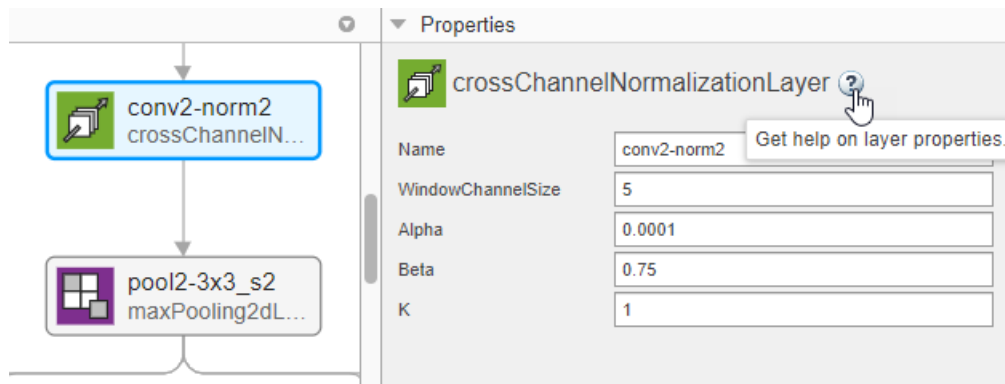 Properties
conv2-norm2
crossChannelN...
pool2-3x3_s2
maxPooling2dL...
crossChannelNormalizationLayer ?
Get help on layer properties.
Name conv2-norm2
WindowChannelSize 5
Alpha 0.0001
Beta 0.75
K 1